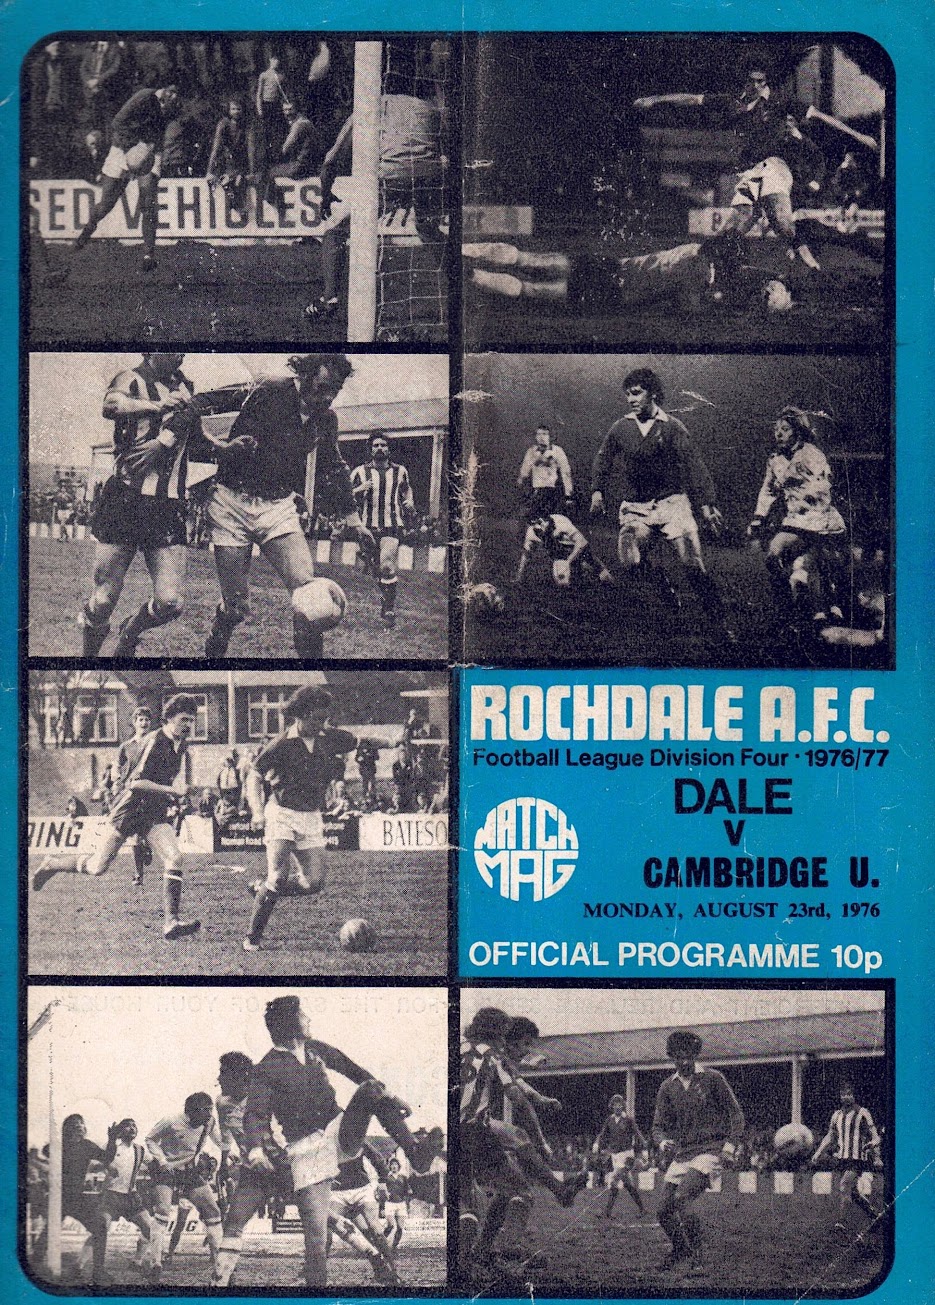 SED VEHICLES
ROCHDALE A.F.C.
Football League Division Four · 1976/77
DALE
V
CAMBRIDGE U.
MATCH
MAG
MONDAY, AUGUST 23rd, 1976
OFFICIAL PROGRAMME 10p
RING
BATESO